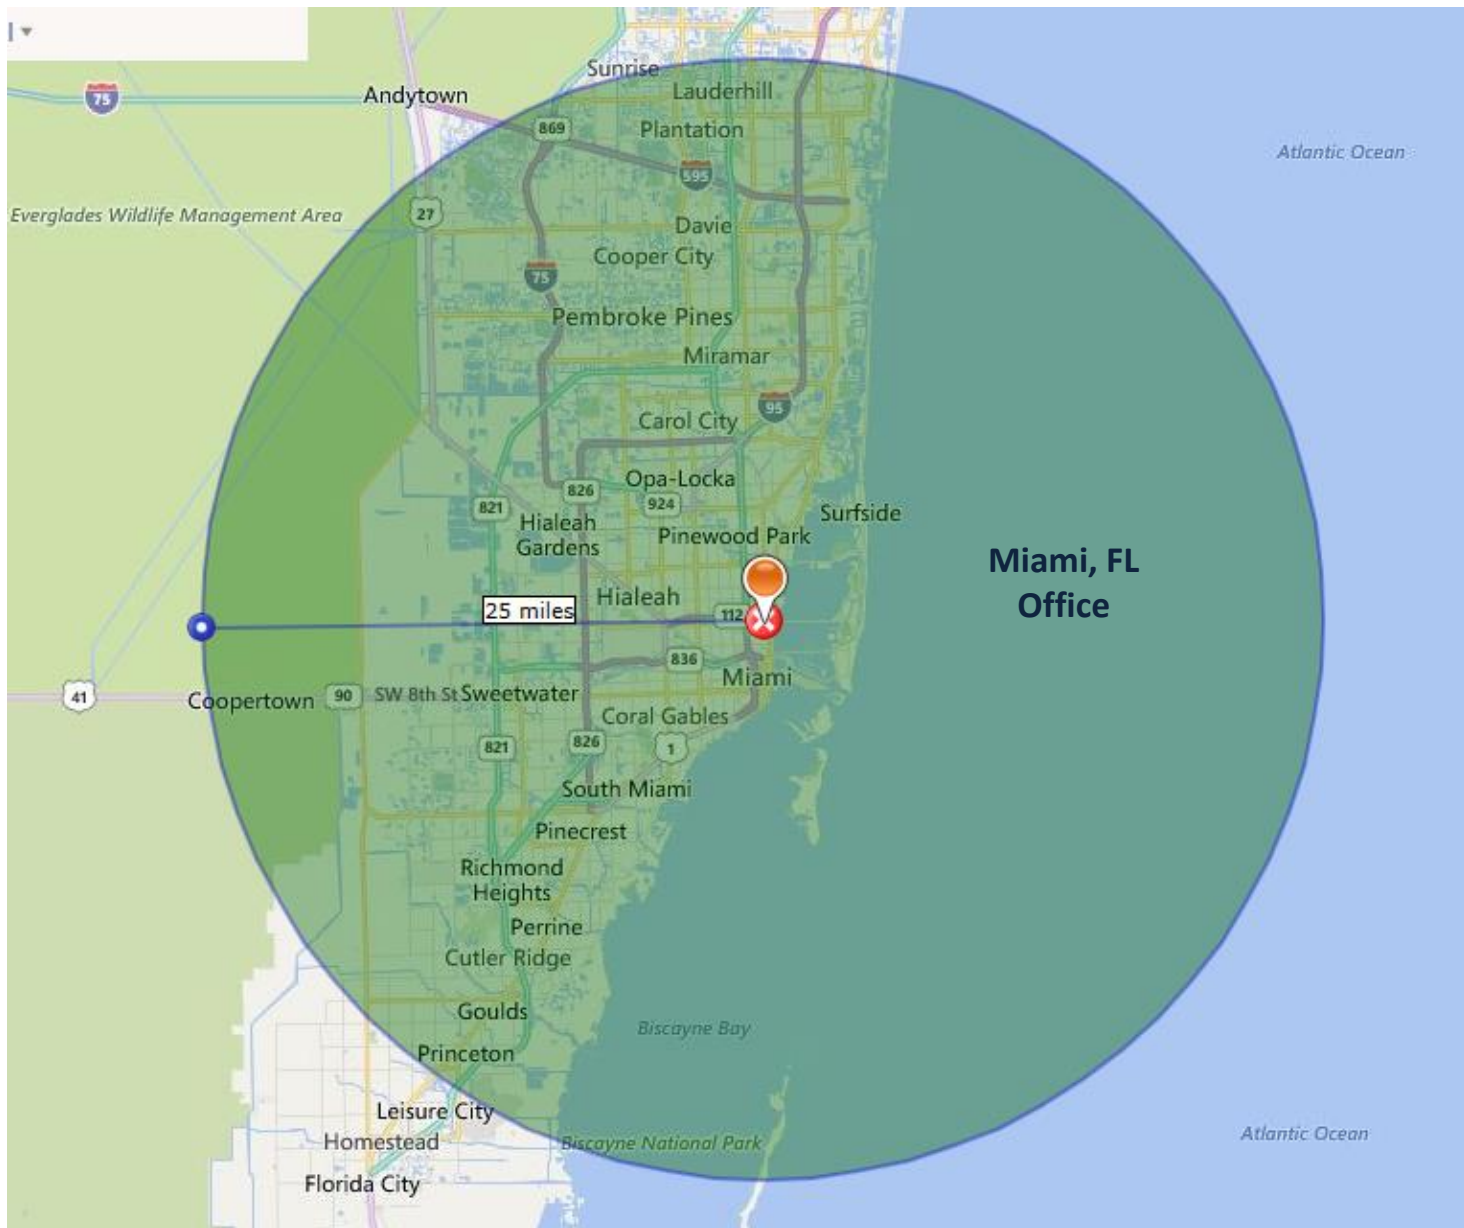 Sunrise
75
Andytown
Lauderhill
869
Plantation
Atlantic Ocean
595
Everglades Wildlife Management Area
27
Davie
Cooper City
75
Pembroke Pines
Miramar
95
Carol City
Opa-Locka
826
924
821
Surfside
Hialeah
Gardens
Pinewood Park
Miami, FL
Office
25 miles
Hialeah
112
836
Miami
41
Coopertown
90
SW 8th St
Sweetwater
Coral Gables
821
826
1
South Miami
Pinecrest
Richmond
Heights
Perrine
Cutler Ridge
Goulds
Biscayne Bay
Princeton
Leisure City
Homestead
Biscayne National Park
Atlantic Ocean
Florida City